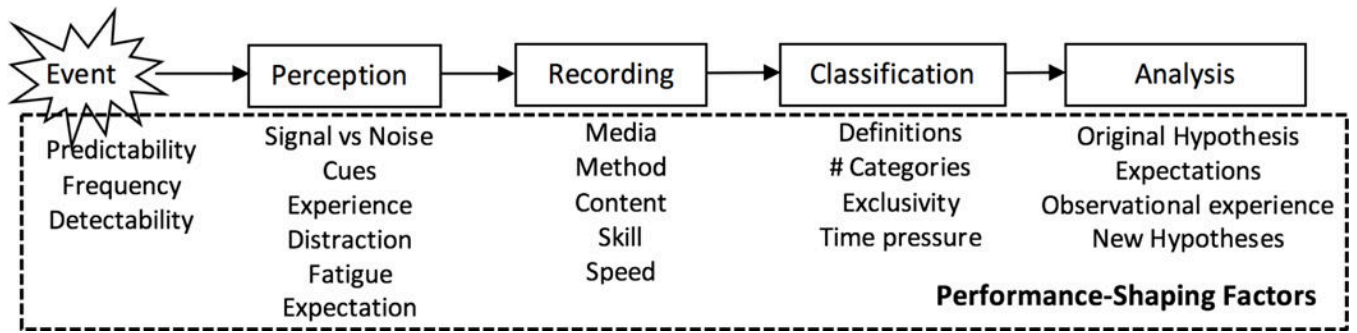 Event
Perception
Recording
Classification
Analysis
Predictability
Frequency
Detectability
Signal vs Noise
Cues
Experience
Distraction
Fatigue
Expectation
Media
Method
Content
Skill
Speed
Definitions
# Categories
Exclusivity
Time pressure
Original Hypothesis
Expectations
Observational experience
New Hypotheses
Performance-Shaping Factors